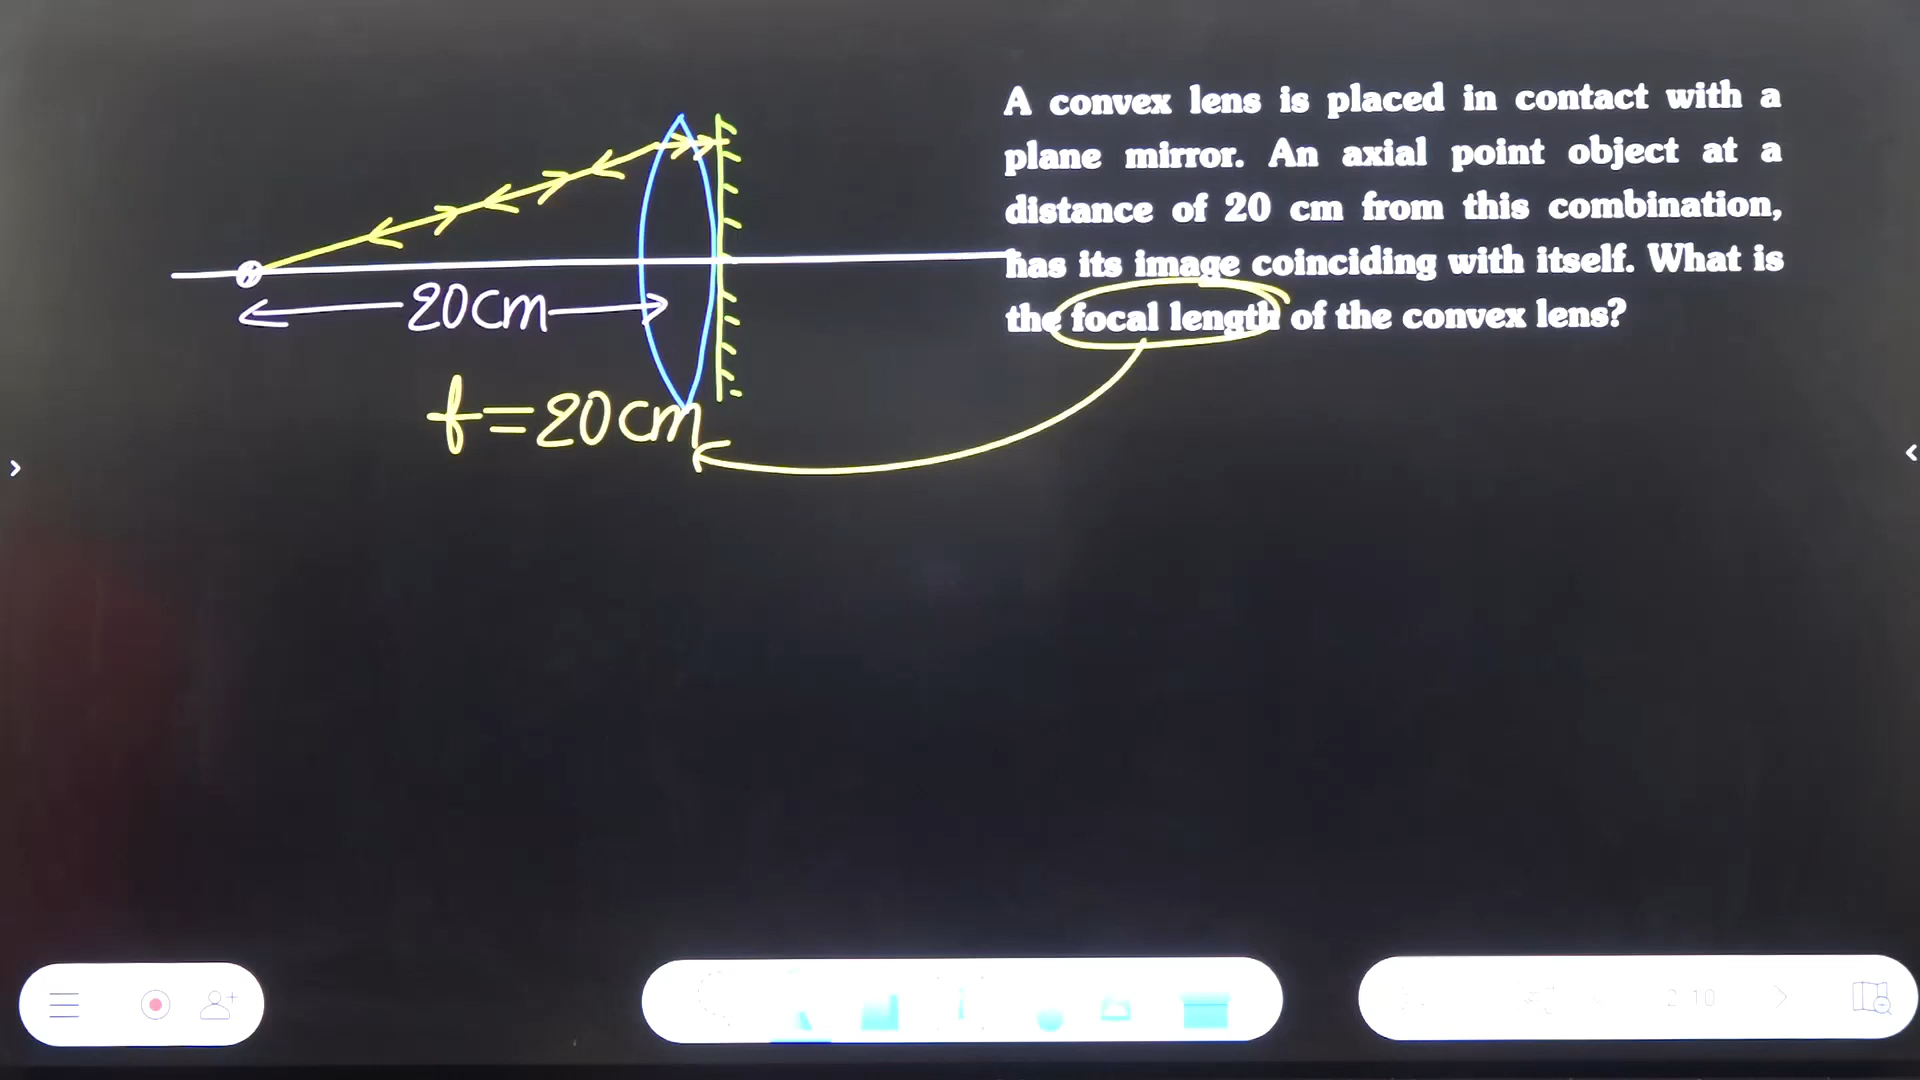 A convex lens is placed in contact with a
plane mirror. An axial point object at a
distance of 20 cm from this combination,
has its image coinciding with itself. What is
the focal length of the convex lens?
20cm
f=20cm
2 10